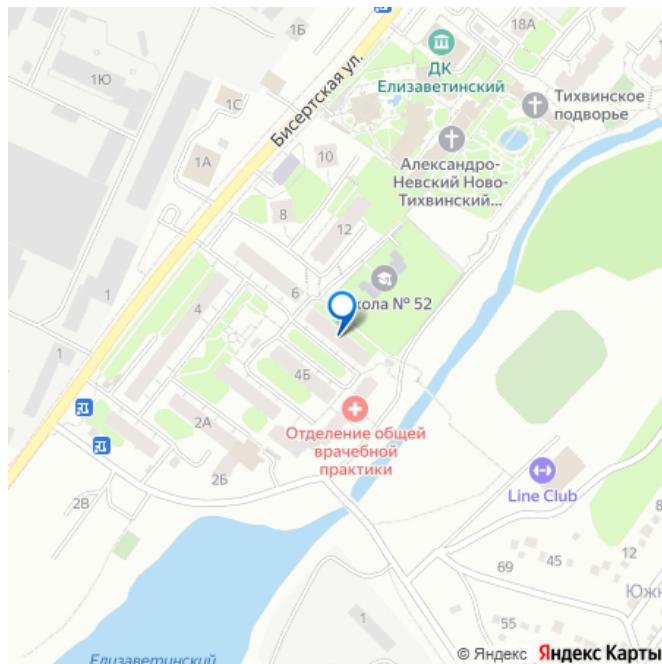 1Б
18А
ДК
Елизаветинский
1Ю
1С
Бисертская ул.
Тихвинское
подворье
1А
10
Александро-
Невский Ново-
Тихвинский...
8
12
1
6
4
кола № 52
1
4Б
2А
Отделение общей
врачебной
практики
2Б
2В
Line Club
8
12
45
69
Южн
1
55
Елизаветинский
© Яндекс Яндекс Карты